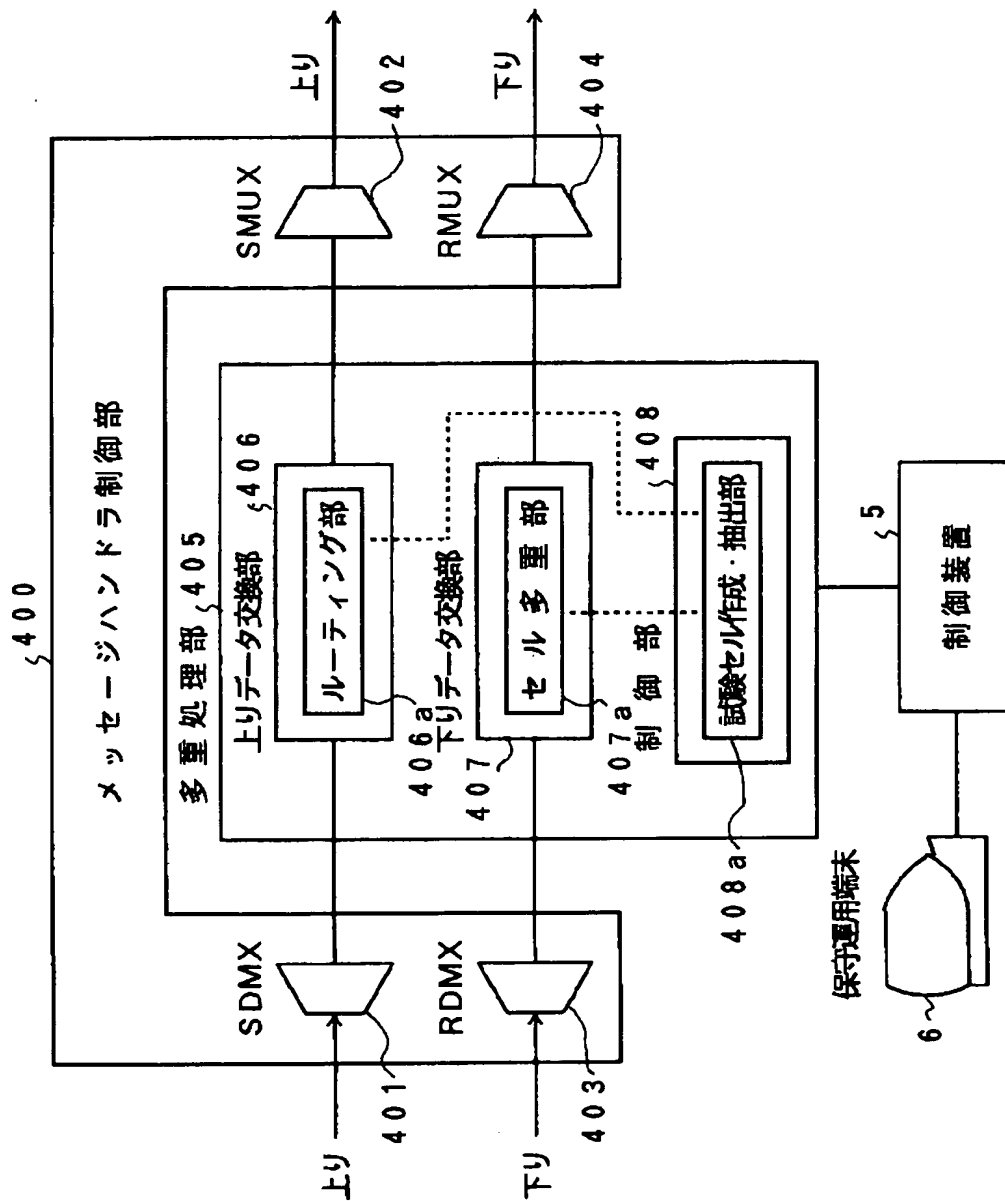 400
メッセージハンドラ制御部
上り
SDMX
401
SMUX
402
上り
下り
RDMX
403
RMUX
404
下り
多重処理部
405
上りデータ交換部
406
ルーティング部
406a
下りデータ交換部
407
セル多重部
407a
制御部
408
試験セル作成・抽出部
408a
制御装置
5
保守運用端末
6